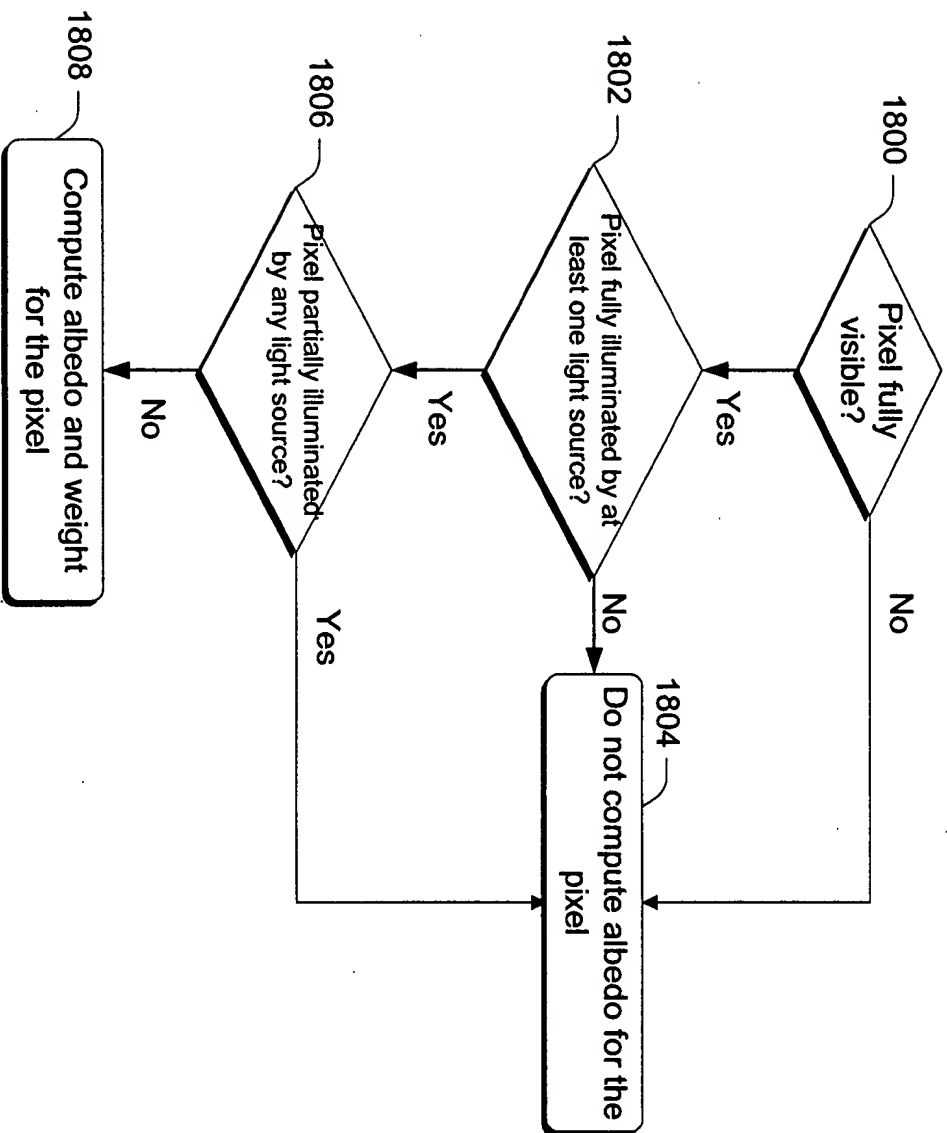 1800
Pixel fully
visible?
No
Yes
1802
Pixel fully illuminated by at
least one light source?
No
1804
Do not compute albedo for the
pixel
Yes
1806
Pixel partially illuminated
by any light source?
Yes
No
1808
Compute albedo and weight
for the pixel